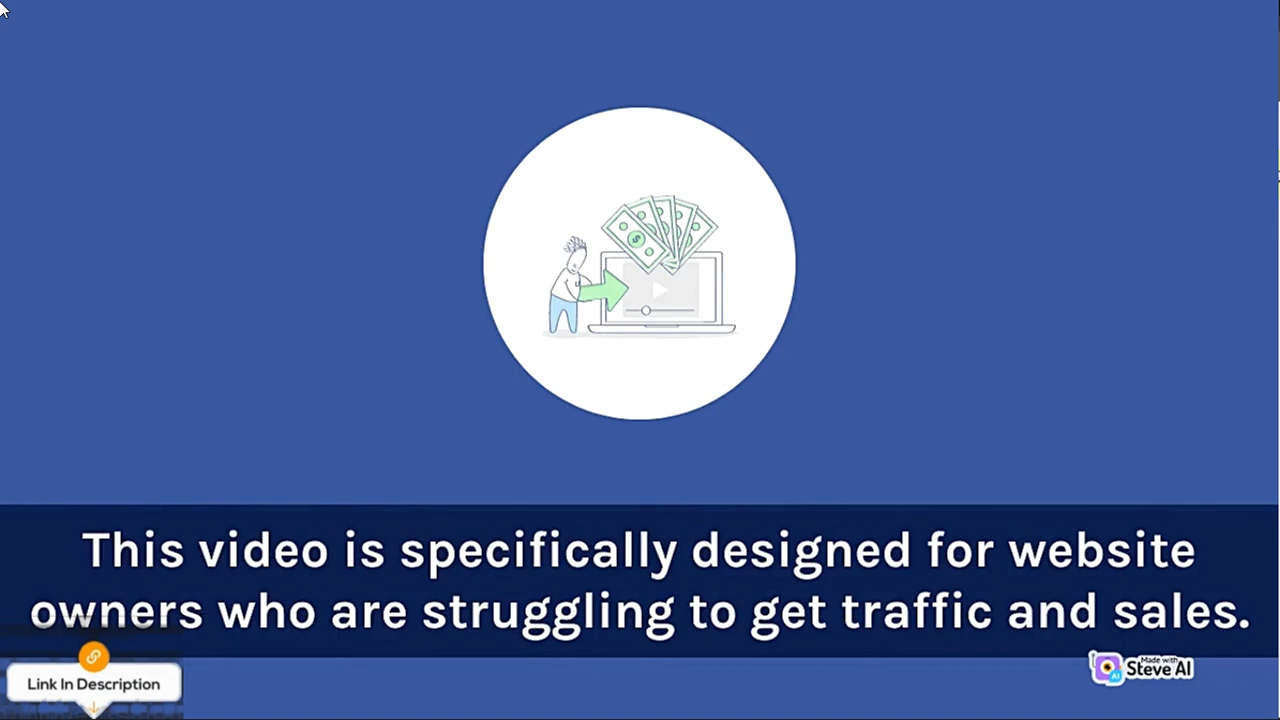 This video is specifically designed for website
owners who are struggling to get traffic and sales.
Link In Description
Made with
Steve AI